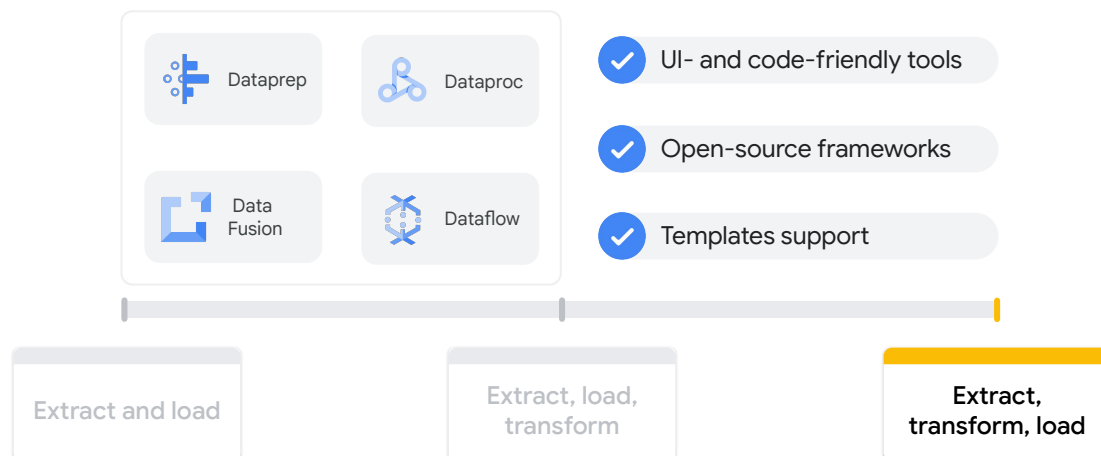 Dataprep
Dataproc
Data
Fusion
Dataflow
UI- and code-friendly tools
Open-source frameworks
Templates support
Extract and load
Extract, load,
transform
Extract,
transform, load